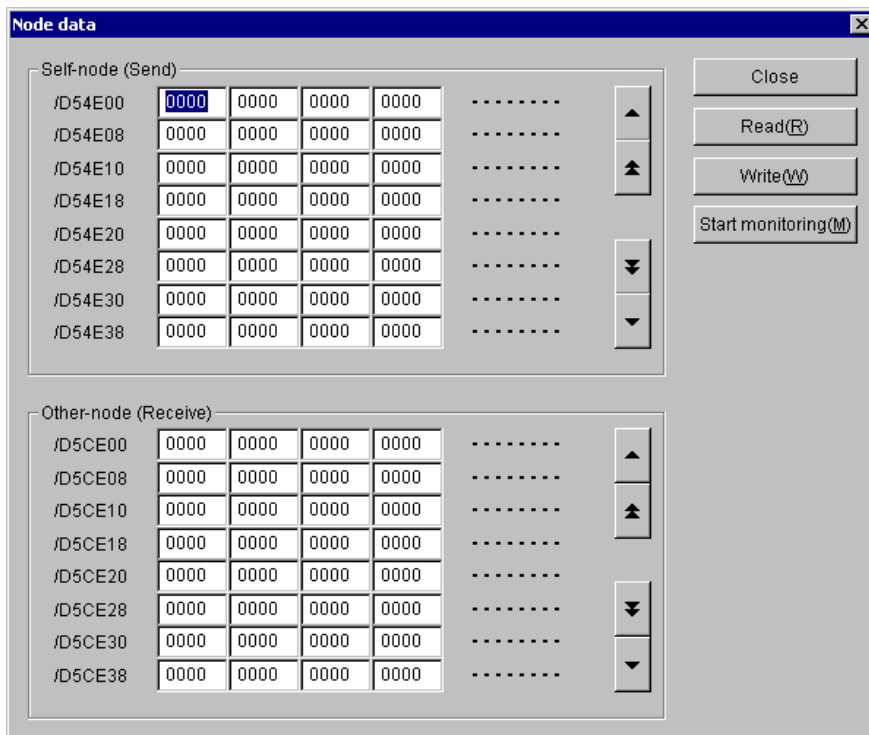 Node data
Self-node (Send)
/D54E00 0000 0000 0000 0000 --------
/D54E08 0000 0000 0000 0000 --------
/D54E10 0000 0000 0000 0000 --------
/D54E18 0000 0000 0000 0000 --------
/D54E20 0000 0000 0000 0000 --------
/D54E28 0000 0000 0000 0000 --------
/D54E30 0000 0000 0000 0000 --------
/D54E38 0000 0000 0000 0000 --------
Close
Read(R)
Write(W)
Start monitoring(M)
Other-node (Receive)
/D5CE00 0000 0000 0000 0000 --------
/D5CE08 0000 0000 0000 0000 --------
/D5CE10 0000 0000 0000 0000 --------
/D5CE18 0000 0000 0000 0000 --------
/D5CE20 0000 0000 0000 0000 --------
/D5CE28 0000 0000 0000 0000 --------
/D5CE30 0000 0000 0000 0000 --------
/D5CE38 0000 0000 0000 0000 --------